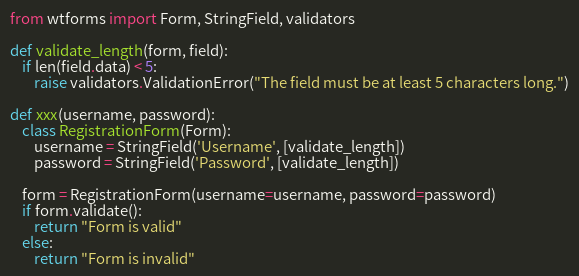 from wtforms import Form, StringField, validators

def validate_length(form, field):
    if len(field.data) < 5:
        raise validators.ValidationError("The field must be at least 5 characters long.")

def xxx(username, password):
    class RegistrationForm(Form):
        username = StringField('Username', [validate_length])
        password = StringField('Password', [validate_length])

    form = RegistrationForm(username=username, password=password)
    if form.validate():
        return "Form is valid"
    else:
        return "Form is invalid"